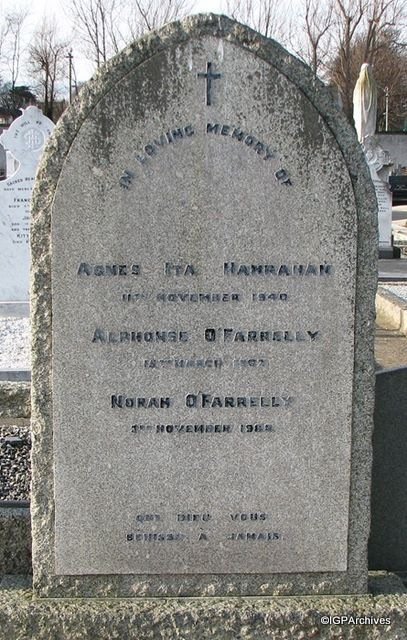 IN LOVING MEMORY OF
AGNES ITA HANRAHAN
11TH NOVEMBER 1940
ALPHONSE O'FARRELLY
MARCH
NORAH O'FARRELLY
NOVEMBER
QUE DIEU VOUS
A JAMAIS
©IGPArchives